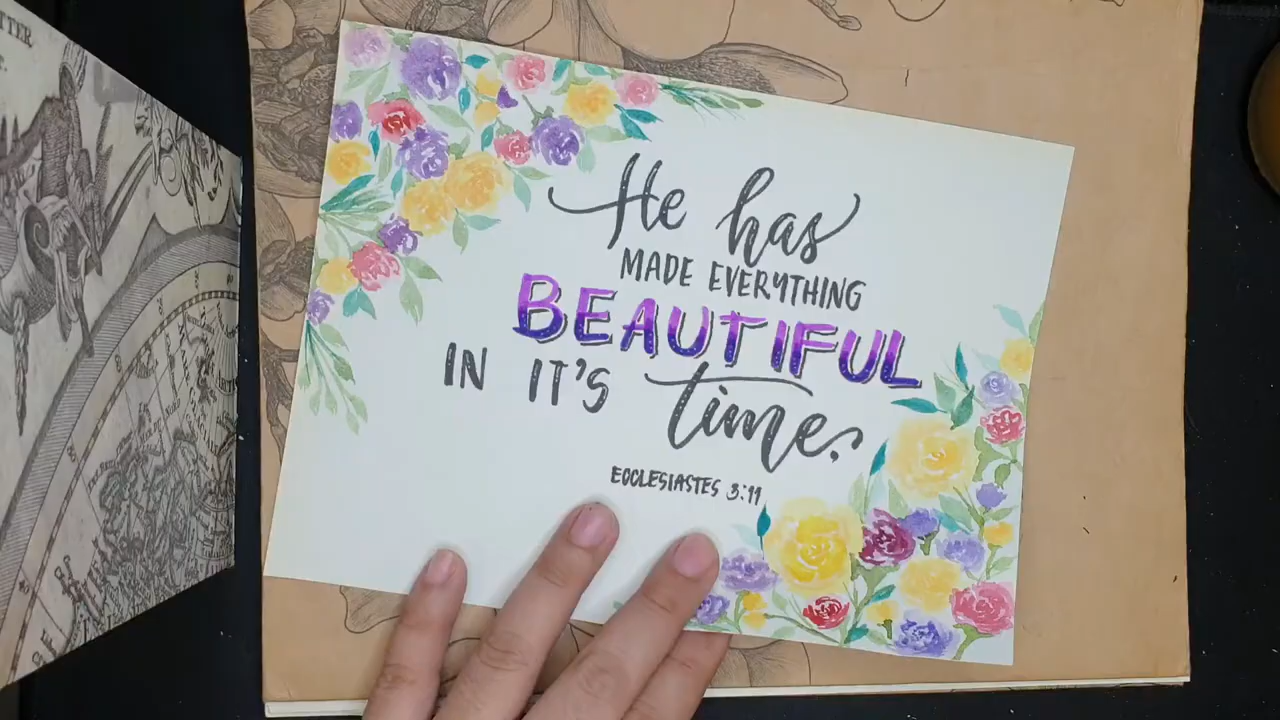 He has
MADE EVERYTHING
BEAUTIFUL
IN IT'S time.
ECCLESIASTES 3:11